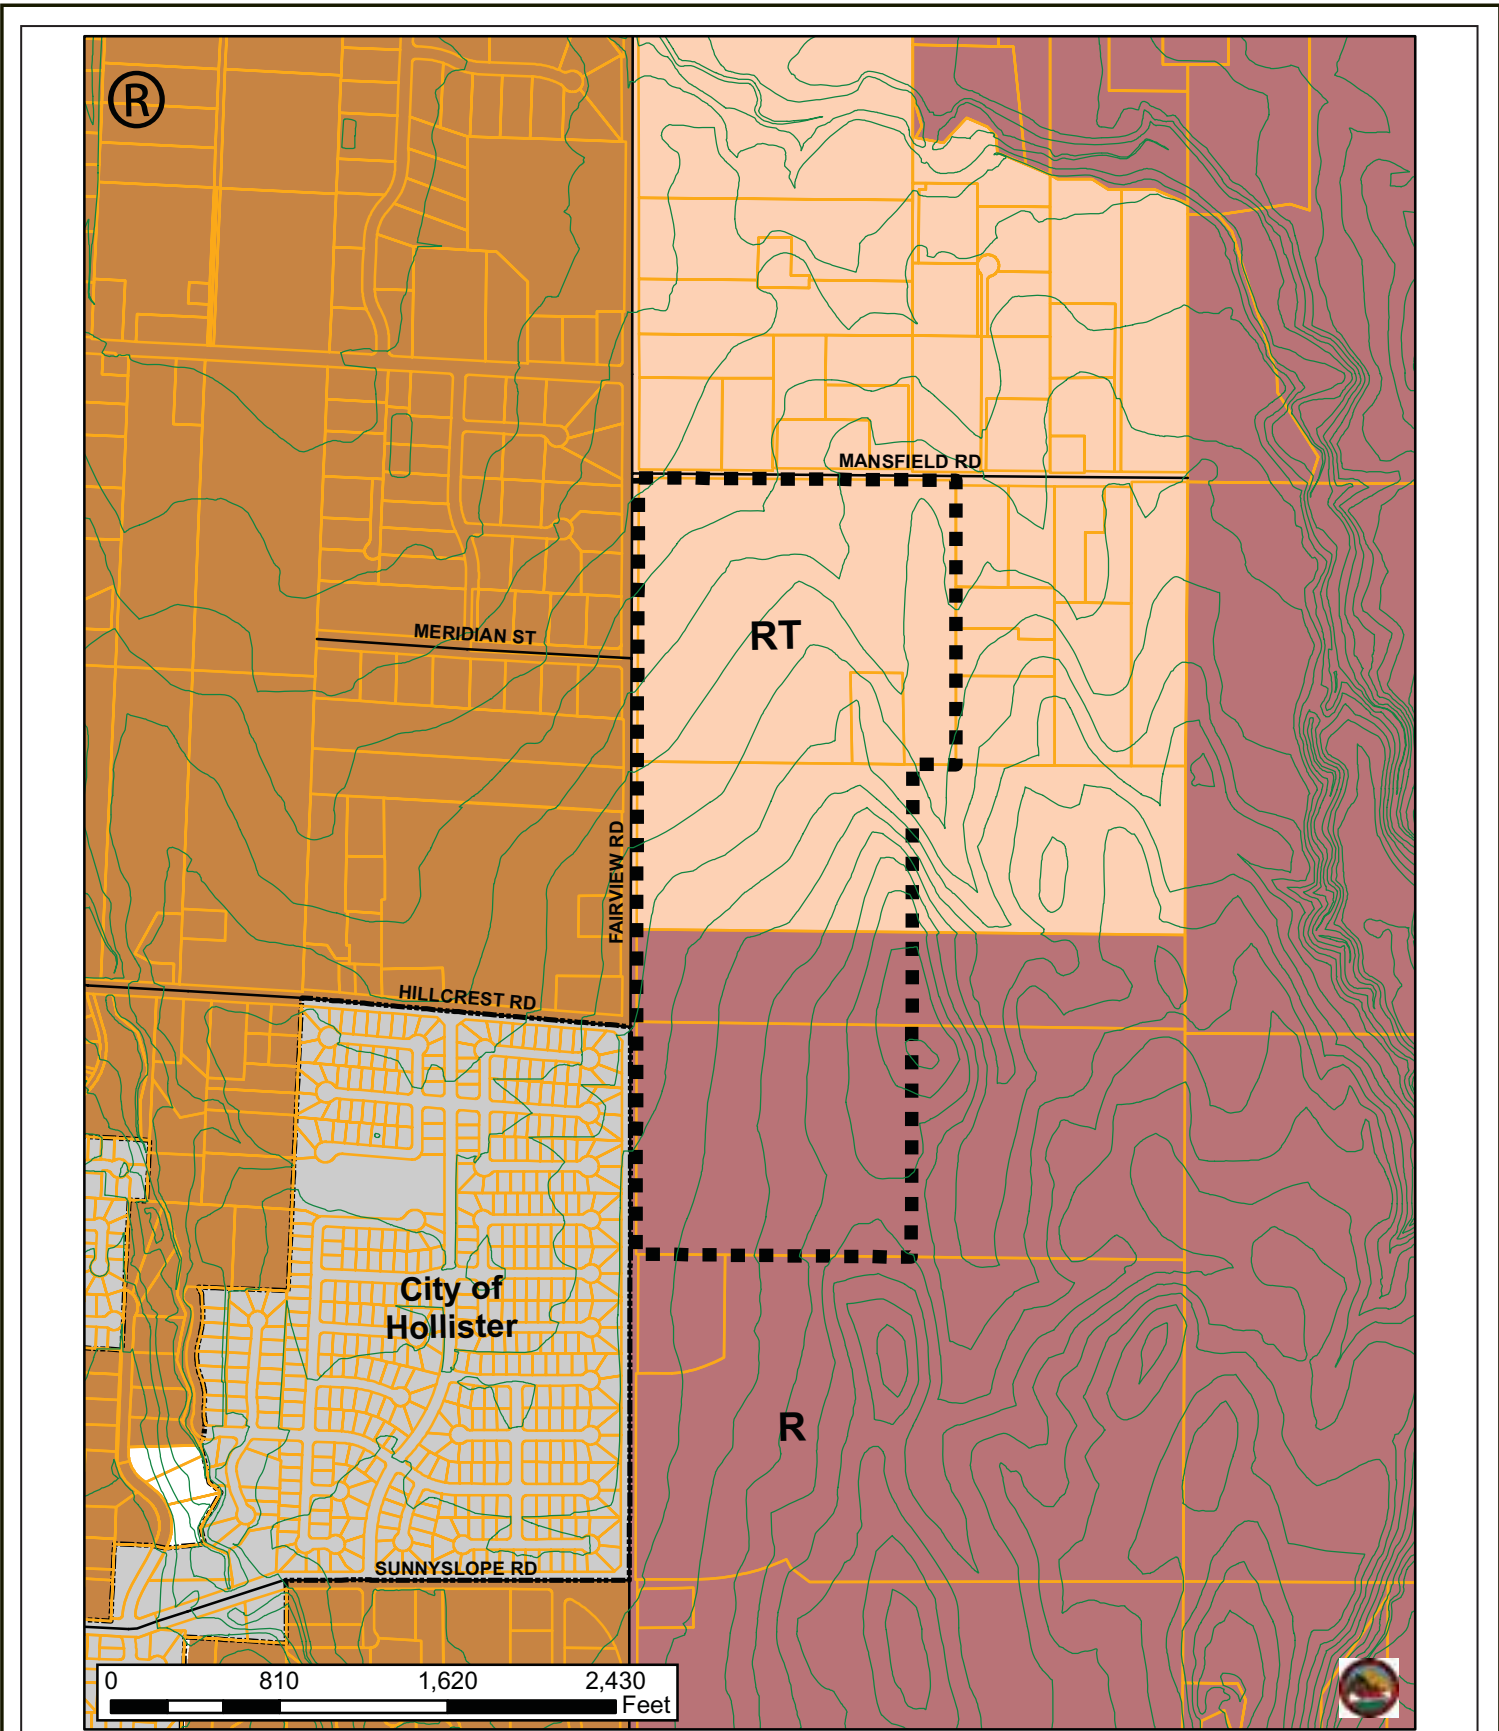 R
MANSFIELD RD
RT
MERIDIAN ST
FAIRVIEW RD
HILLCREST RD
City of
Hollister
R
SUNNYSLOPE RD
0 810 1,620 2,430
Feet